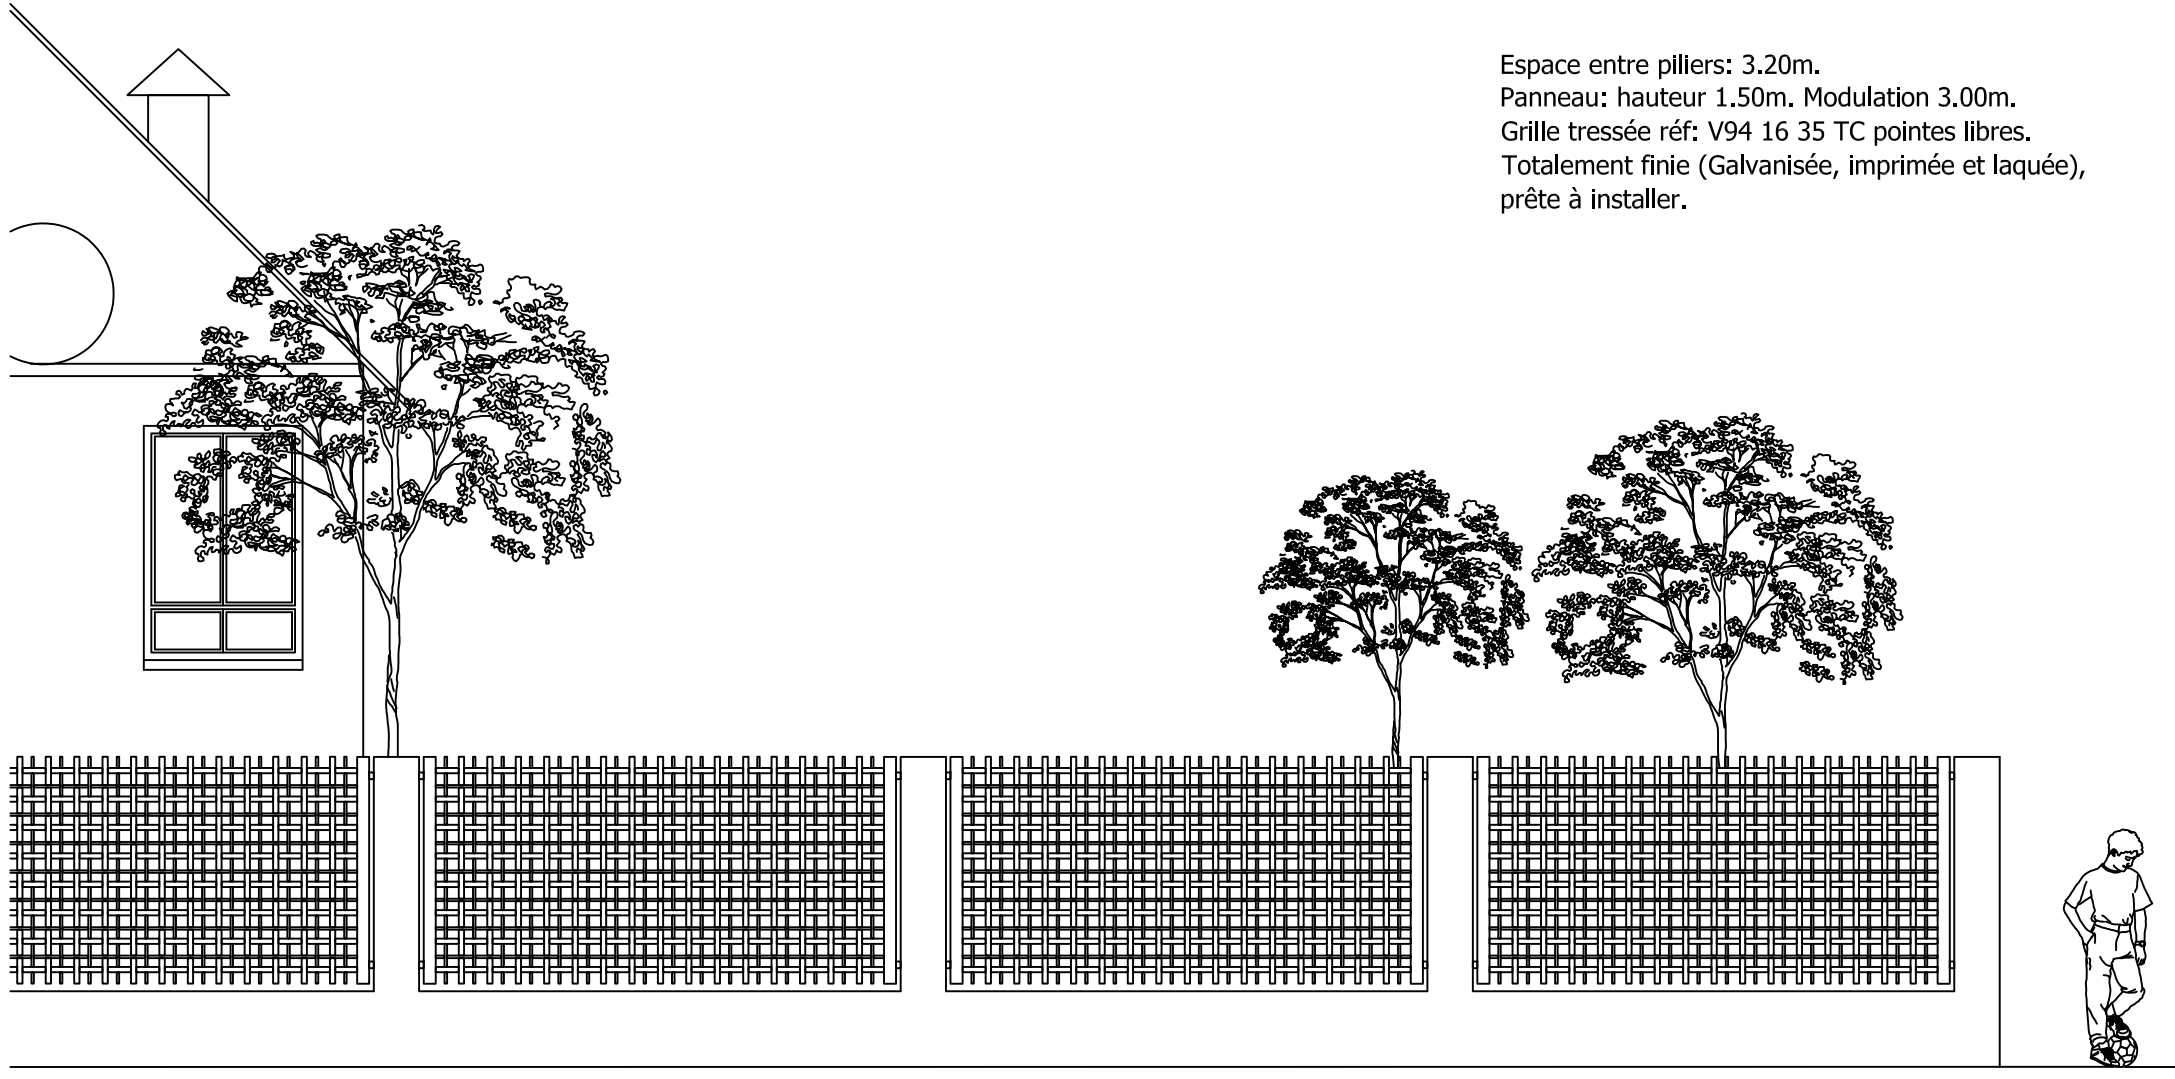 Espace entre piliers: 3.20m.
Panneau: hauteur 1.50m. Modulation 3.00m.
Grille tressée réf: V94 16 35 TC pointes libres.
Totalement finie (Galvanisée, imprimée et laquée),
prête à installer.